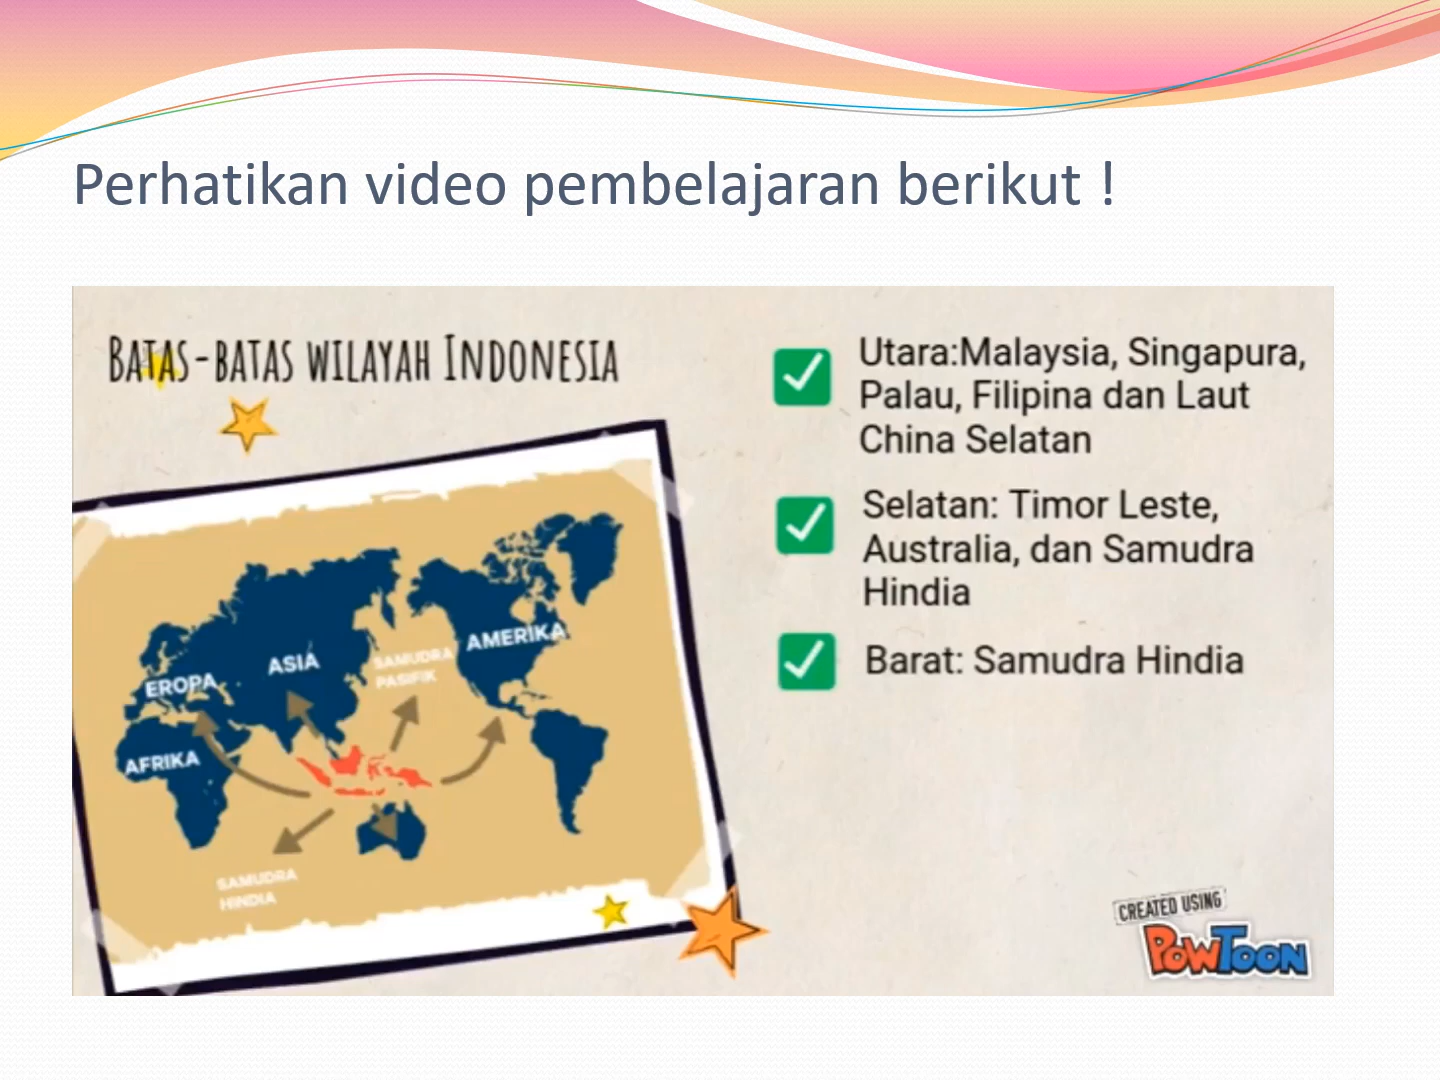 Perhatikan video pembelajaran berikut !
Batas-batas wilayah Indonesia
Utara:Malaysia, Singapura,
Palau, Filipina dan Laut
China Selatan
Selatan: Timor Leste,
Australia, dan Samudra
Hindia
Barat: Samudra Hindia
EROPA
ASIA
SAMUDRA
PASIFIK
AMERIKA
AFRIKA
SAMUDRA
HINDIA
CREATED USING
POWTOON